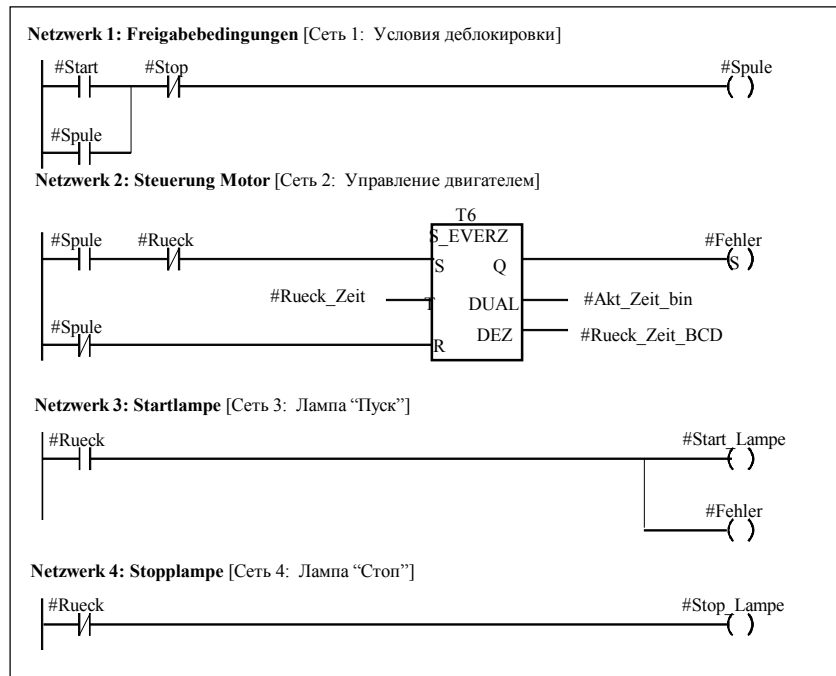 Netzwerk 1: Freigabebedingungen [Сеть 1: Условия деблокировки]
#Start #Stop #Spule
#Spule
Netzwerk 2: Steuerung Motor [Сеть 2: Управление двигателем]
T6
#Spule #Rueck S_EVERZ #Fehler
S Q S
#Rueck_Zeit T DUAL #Akt_Zeit_bin
#Spule DEZ #Rueck_Zeit_BCD
R
Netzwerk 3: Startlampe [Сеть 3: Лампа “Пуск”]
#Rueck #Start_Lampe
#Fehler
Netzwerk 4: Stopplampe [Сеть 4: Лампа “Стоп”]
#Rueck #Stop_Lampe